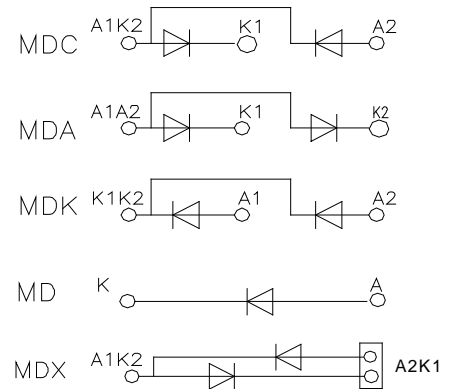 MDC A1K2 K1 A2
MDA A1A2 K1 K2
MDK K1K2 A1 A2
MD K A
MDX A1K2 A2K1